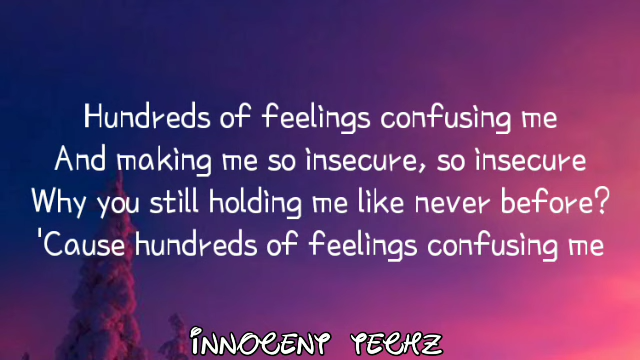 Hundreds of feelings confusing me
And making me so insecure, so insecure
Why you still holding me like never before?
'Cause hundreds of feelings confusing me
INNOCENT TECHZ